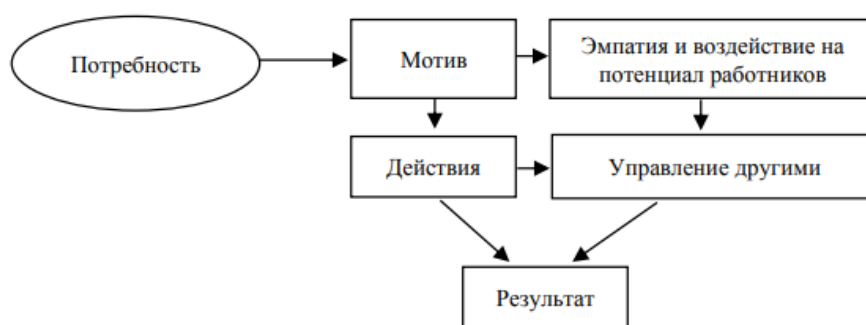 Потребность
Мотив
Эмпатия и воздействие на
потенциал работников
Действия
Управление другими
Результат